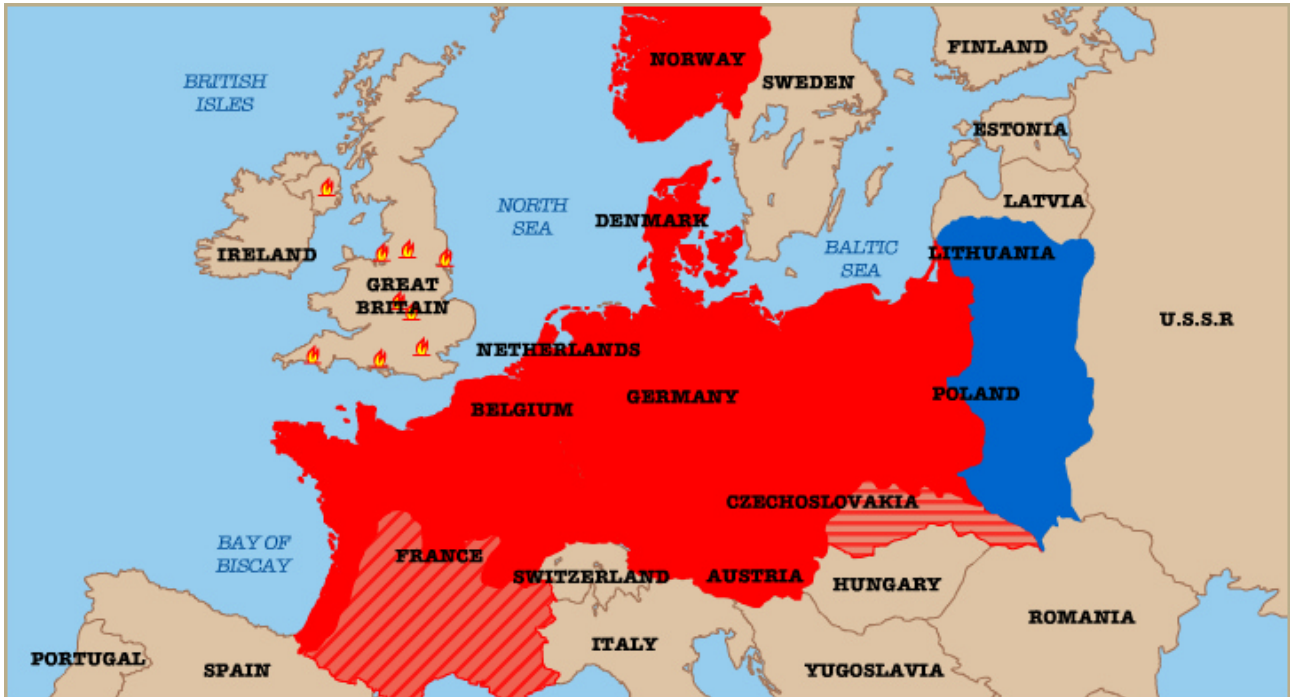 NORWAY
FINLAND
SWEDEN
BRITISH
ISLES
ESTONIA
LATVIA
NORTH
SEA
DENMARK
BALTIC
SEA
LITHUANIA
IRELAND
GREAT
BRITAIN
U.S.S.R
NETHERLANDS
GERMANY
POLAND
BELGIUM
CZECHOSLOVAKIA
BAY OF
BISCAY
FRANCE
SWITZERLAND
AUSTRIA
HUNGARY
ROMANIA
ITALY
PORTUGAL
SPAIN
YUGOSLAVIA